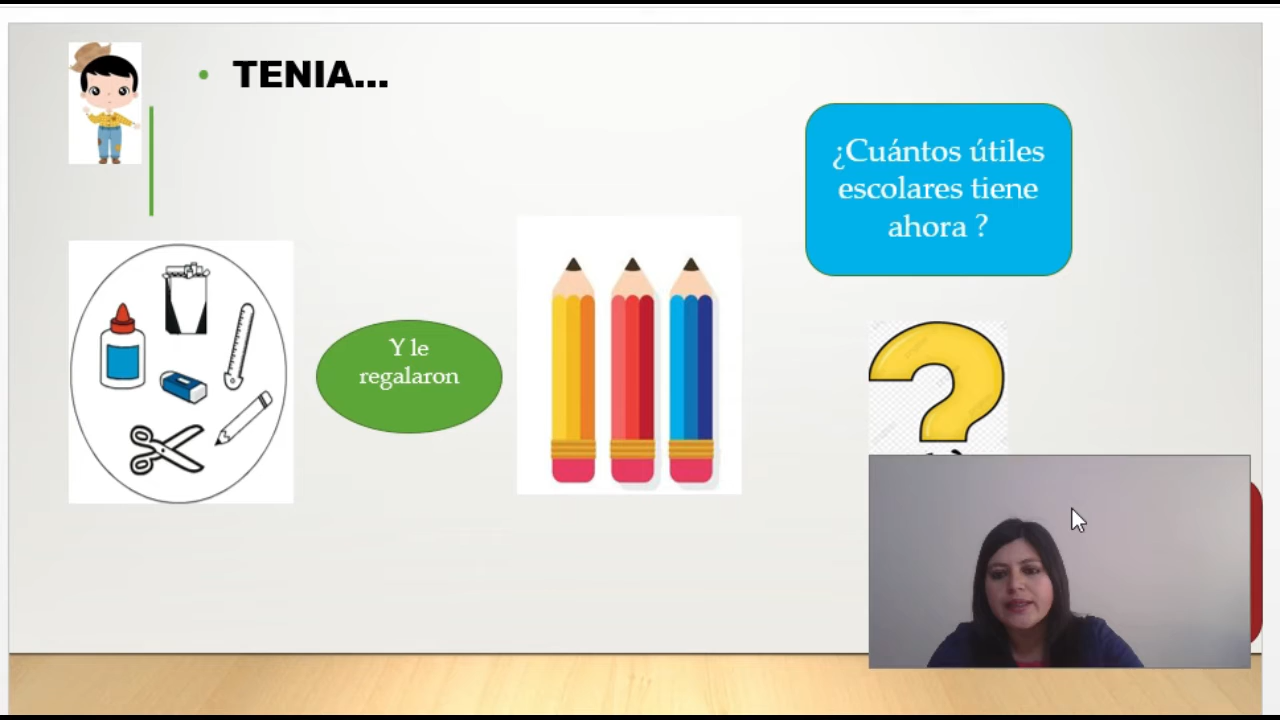 TENIA...
¿Cuántos útiles
escolares tiene
ahora ?
Y le
regalaron